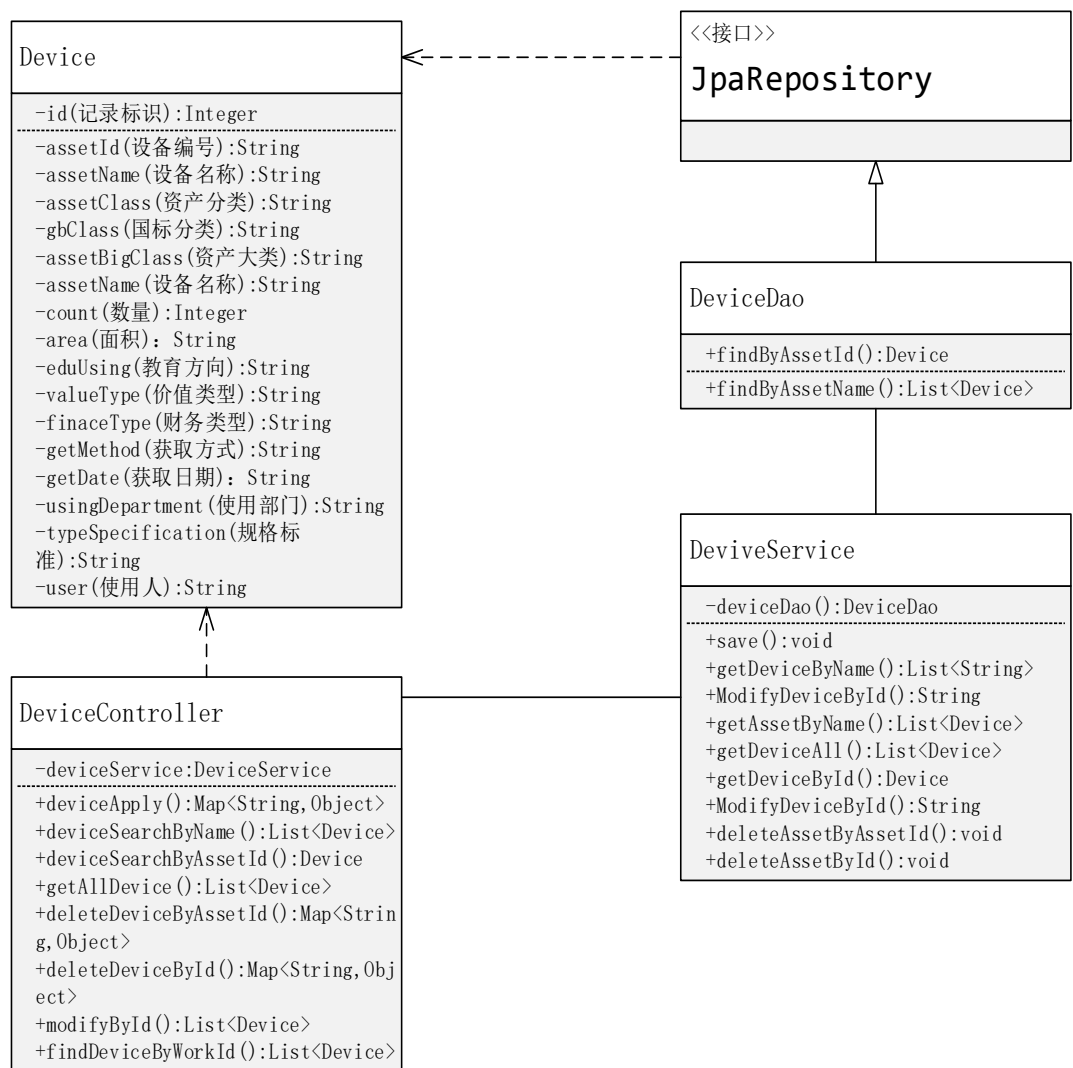 Device
-id(记录标识):Integer
-assetId(设备编号):String
-assetName(设备名称):String
-assetClass(资产分类):String
-gbClass(国标分类):String
-assetBigClass(资产大类):String
-assetName(设备名称):String
-count(数量):Integer
-area(面积): String
-eduUsing(教育方向):String
-valueType(价值类型):String
-finaceType(财务类型):String
-getMethod(获取方式):String
-getDate(获取日期): String
-usingDepartment(使用部门):String
-typeSpecification(规格标
准):String
-user(使用人):String
<<接口>>
JpaRepository
DeviceDao
+findByAssetId():Device
+findByAssetName():List<Device>
DeviveService
-deviceDao():DeviceDao
+save():void
+getDeviceByName():List<String>
+ModifyDeviceById():String
+getAssetByName():List<Device>
+getDeviceAll():List<Device>
+getDeviceById():Device
+ModifyDeviceById():String
+deleteAssetByAssetId():void
+deleteAssetById():void
DeviceController
-deviceService:DeviceService
+deviceApply():Map<String,Object>
+deviceSearchByName():List<Device>
+deviceSearchByAssetId():Device
+getAllDevice():List<Device>
+deleteDeviceByAssetId():Map<Strin
g,Object>
+deleteDeviceById():Map<String,Obj
ect>
+modifyById():List<Device>
+findDeviceByWorkId():List<Device>